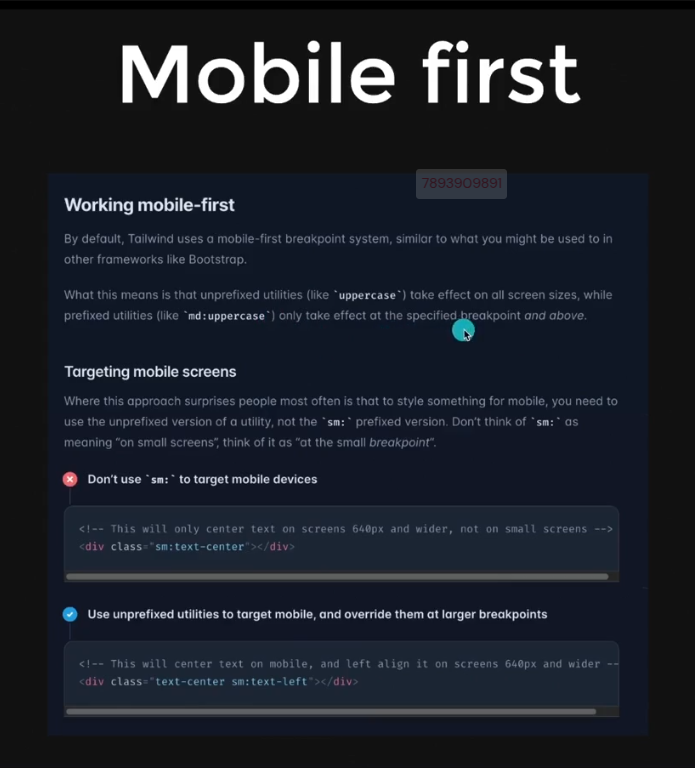 Mobile first
7893909891
Working mobile-first
By default, Tailwind uses a mobile-first breakpoint system, similar to what you might be used to in
other frameworks like Bootstrap.
What this means is that unprefixed utilities (like `uppercase`) take effect on all screen sizes, while
prefixed utilities (like `md:uppercase`) only take effect at the specified breakpoint and above.
Targeting mobile screens
Where this approach surprises people most often is that to style something for mobile, you need to
use the unprefixed version of a utility, not the `sm:` prefixed version. Don't think of `sm:` as
meaning "on small screens", think of it as "at the small breakpoint".
Don't use `sm:` to target mobile devices
<!-- This will only center text on screens 640px and wider, not on small screens -->
<div class="sm:text-center"></div>
Use unprefixed utilities to target mobile, and override them at larger breakpoints
<!-- This will center text on mobile, and left align it on screens 640px and wider --
<div class="text-center sm:text-left"></div>